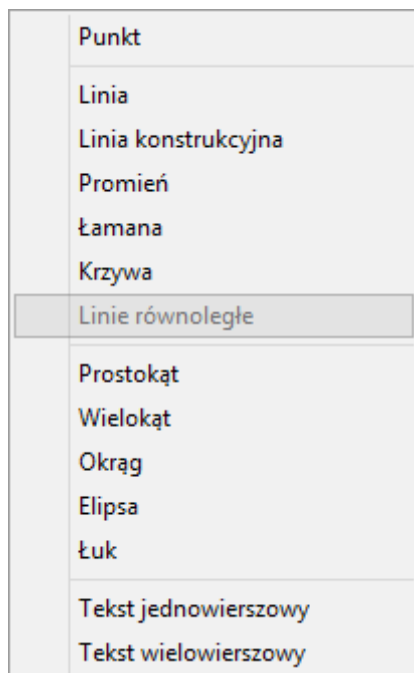 Punkt
Linia
Linia konstrukcyjna
Promień
Łamana
Krzywa
Linie równoległe
Prostokąt
Wielokąt
Okrąg
Elipsa
Łuk
Tekst jednowierszowy
Tekst wielowierszowy